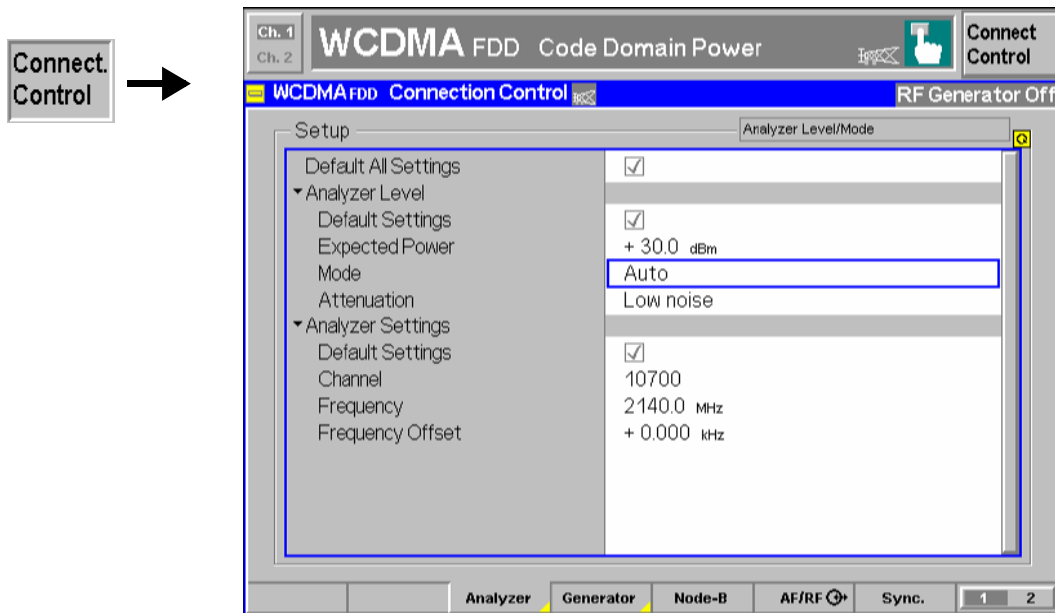 Connect.
Control
Ch. 1
Ch. 2
WCDMA FDD Code Domain Power
Connect
Control
WCDMA FDD Connection Control
RF Generator Off
Setup
Analyzer Level/Mode
Default All Settings
Analyzer Level
Default Settings
Expected Power + 30.0 dBm
Mode Auto
Attenuation Low noise
Analyzer Settings
Default Settings
Channel 10700
Frequency 2140.0 MHz
Frequency Offset + 0.000 kHz
Analyzer Generator Node-B AF/RF Sync. 1 2